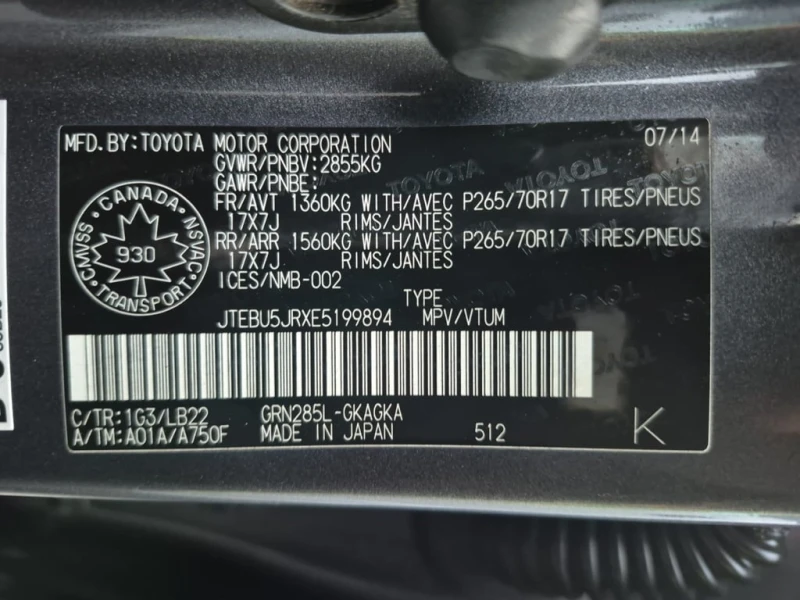 MFD.BY:TOYOTA MOTOR CORPORATION 07/14
GVWR/PNBV:2855KG
GAWR/PNBE:
FR/AVT 1360KG WITH/AVEC P265/70R17 TIRES/PNEUS
17X7J RIMS/JANTES
RR/ARR 1560KG WITH/AVEC P265/70R17 TIRES/PNEUS
17X7J RIMS/JANTES
ICES/NMB-002
CANADA
CMVSS NSVAC
930
TRANSPORT
TYPE
JTEBU5JRXE5199894 MPV/VTUM
C/TR:1G3/LB22 GRN285L-GKAGKA
A/TM:A01A/A750F MADE IN JAPAN 512 K
TOYOTA
TOYOTA
TOYOTA